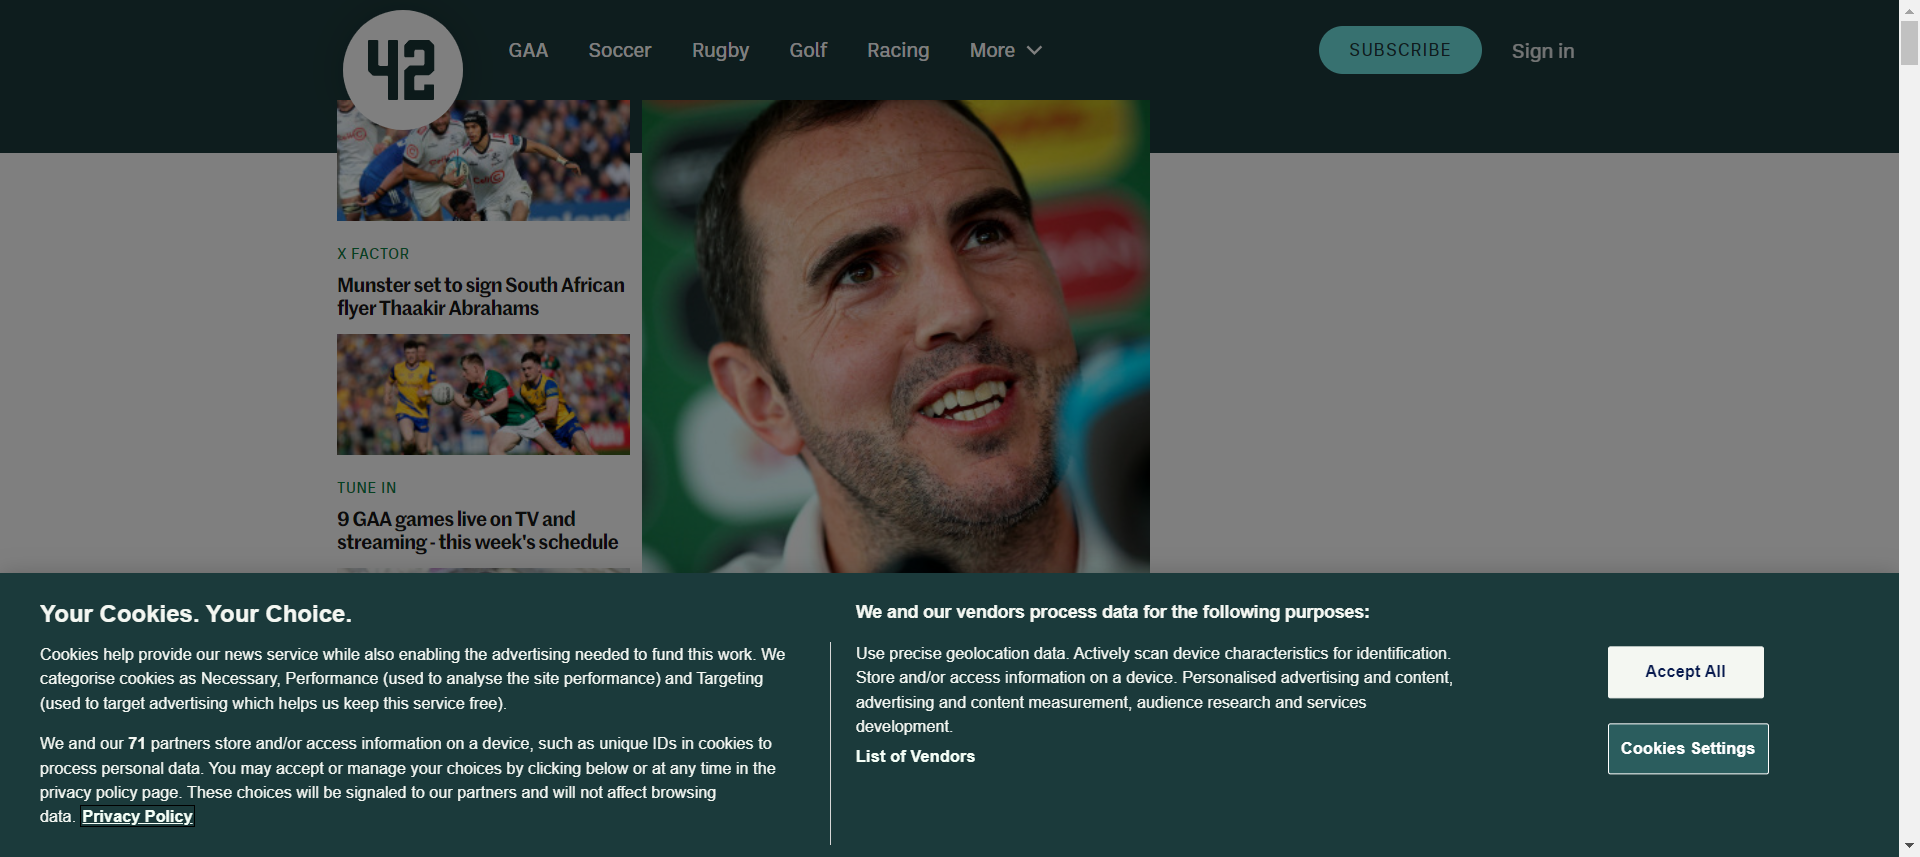 42
GAA Soccer Rugby Golf Racing More
SUBSCRIBE
Sign in
X FACTOR
Munster set to sign South African
flyer Thaakir Abrahams
TUNE IN
9 GAA games live on TV and
streaming - this week's schedule
Your Cookies. Your Choice.
Cookies help provide our news service while also enabling the advertising needed to fund this work. We
categorise cookies as Necessary, Performance (used to analyse the site performance) and Targeting
(used to target advertising which helps us keep this service free).
We and our 71 partners store and/or access information on a device, such as unique IDs in cookies to
process personal data. You may accept or manage your choices by clicking below or at any time in the
privacy policy page. These choices will be signaled to our partners and will not affect browsing
data. Privacy Policy
We and our vendors process data for the following purposes:
Use precise geolocation data. Actively scan device characteristics for identification.
Store and/or access information on a device. Personalised advertising and content,
advertising and content measurement, audience research and services
development.
List of Vendors
Accept All
Cookies Settings